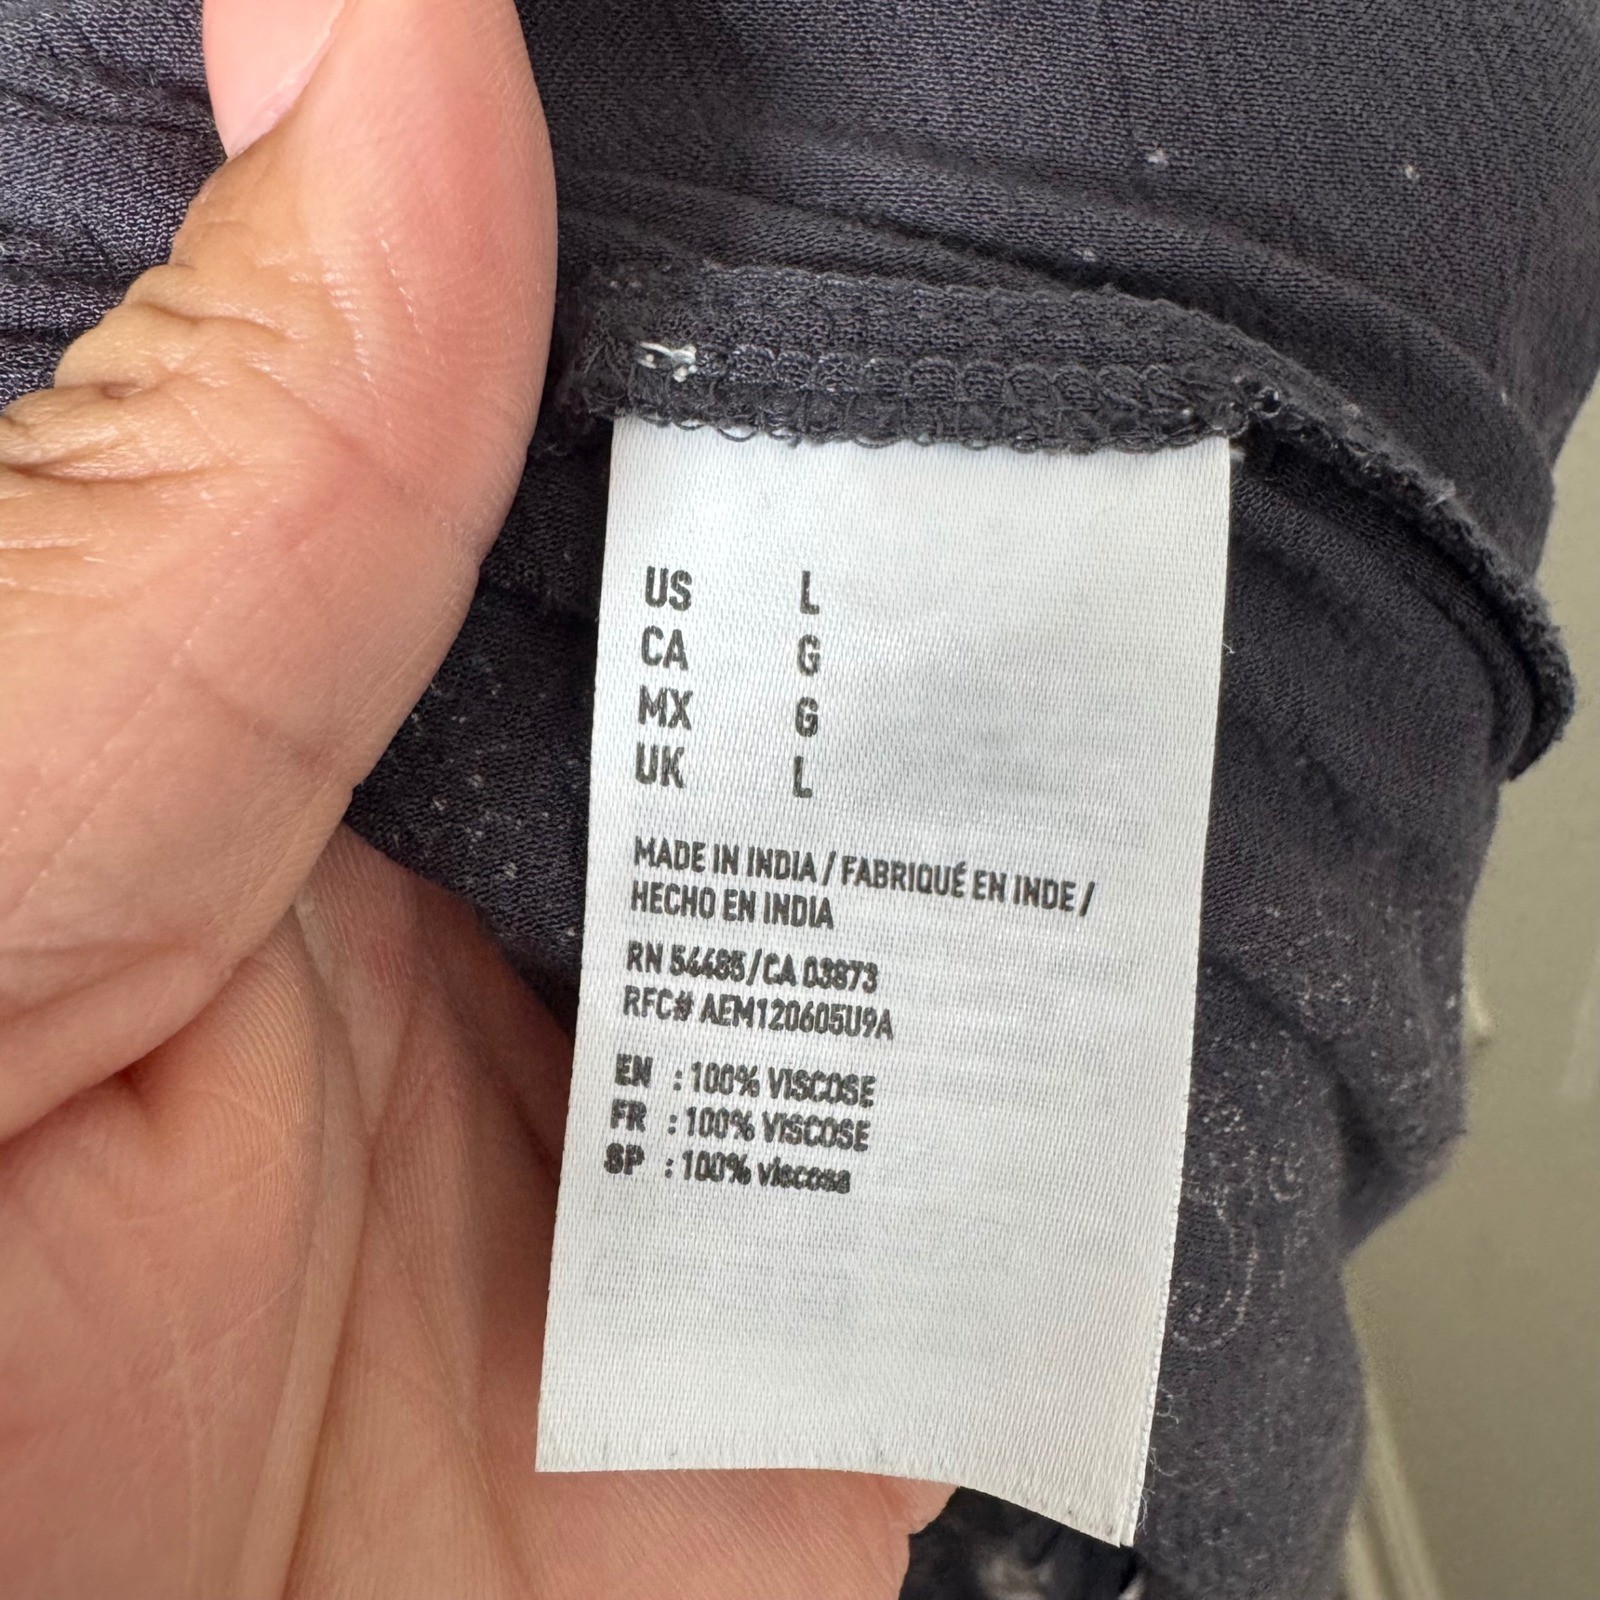 US L
CA G
MX G
UK L
MADE IN INDIA / FABRIQUÉ EN INDE /
HECHO EN INDIA
RN 54485/CA 03873
RFC# AEM120605U9A
EN : 100% VISCOSE
FR : 100% VISCOSE
SP : 100% viscosa